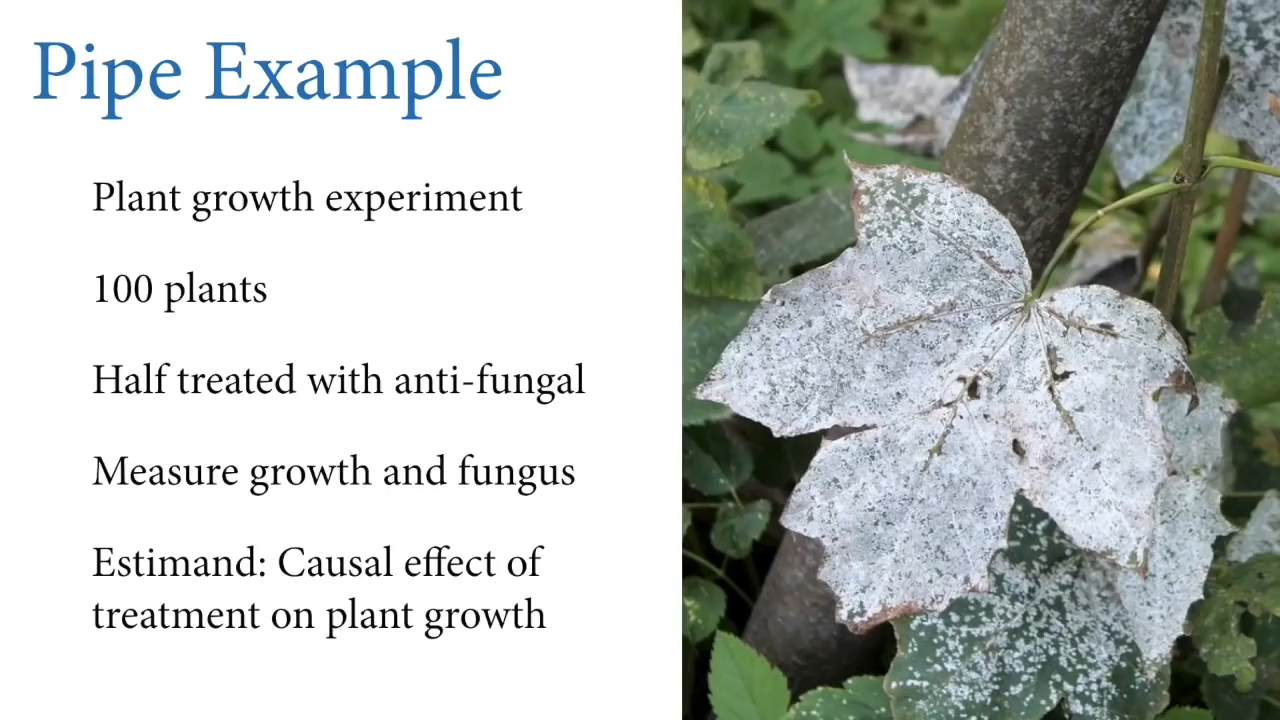 Pipe Example
Plant growth experiment
100 plants
Half treated with anti-fungal
Measure growth and fungus
Estimand: Causal effect of
treatment on plant growth